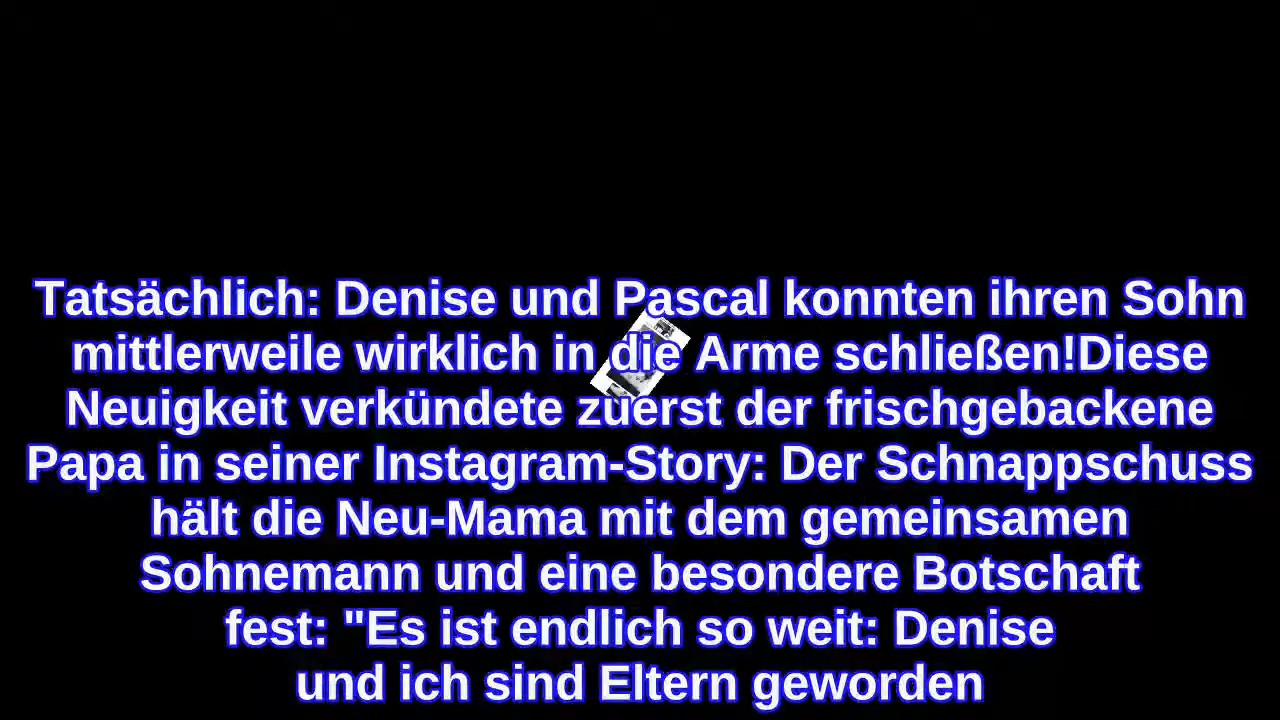 Tatsächlich: Denise und Pascal konnten ihren Sohn
mittlerweile wirklich in die Arme schließen!Diese
Neuigkeit verkündete zuerst der frischgebackene
Papa in seiner Instagram-Story: Der Schnappschuss
hält die Neu-Mama mit dem gemeinsamen
Sohnemann und eine besondere Botschaft
fest: "Es ist endlich so weit: Denise
und ich sind Eltern geworden